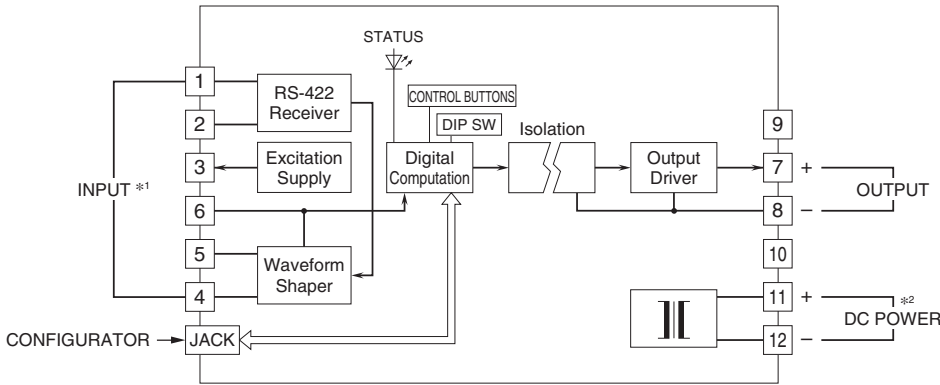 STATUS
1
RS-422
Receiver
CONTROL BUTTONS
DIP SW
2
Isolation
9
3
Excitation
Supply
Digital
Computation
Output
Driver
7
+
INPUT *1
OUTPUT
6
8
−
5
Waveform
Shaper
10
4
11
+
*2
DC POWER
CONFIGURATOR
JACK
12
−